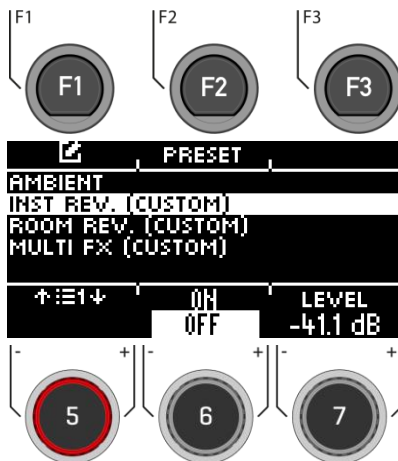 F1 F2 F3
F1 F2 F3
PRESET
AMBIENT
INST REV. (CUSTOM)
ROOM REV. (CUSTOM)
MULTI FX (CUSTOM)
↑ 1↓ ON LEVEL
OFF -41.1 dB
- + - + - +
5 6 7